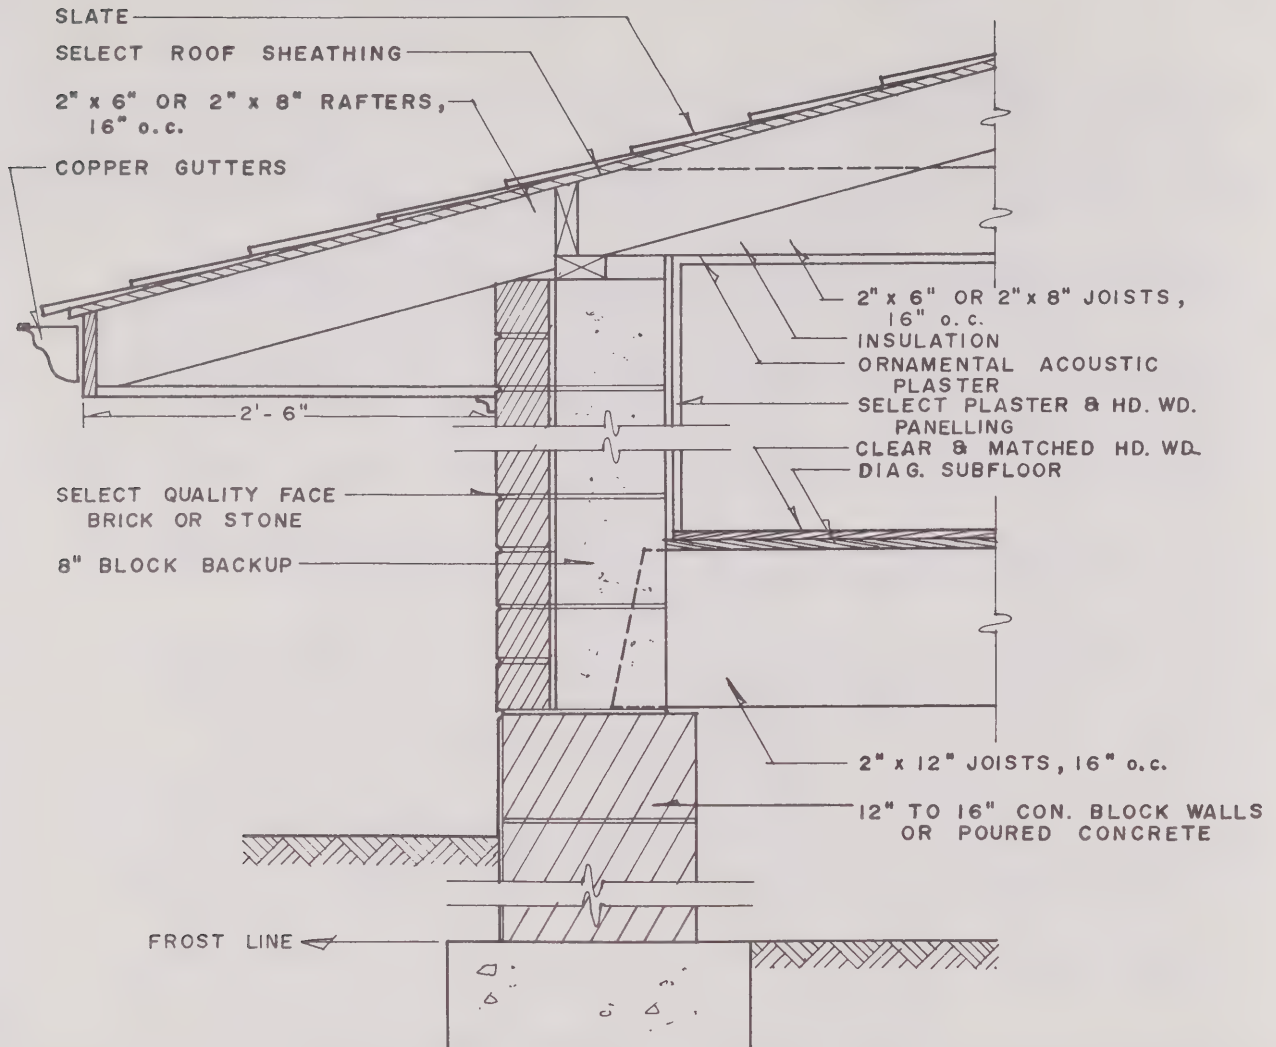 SLATE
SELECT ROOF SHEATHING
2" x 6" OR 2" x 8" RAFTERS,
16" o.c.
COPPER GUTTERS
2'-6"
SELECT QUALITY FACE
BRICK OR STONE
8" BLOCK BACKUP
FROST LINE
2" x 6" OR 2" x 8" JOISTS,
16" o.c.
INSULATION
ORNAMENTAL ACOUSTIC
PLASTER
SELECT PLASTER & HD. WD.
PANELLING
CLEAR & MATCHED HD. WD.
DIAG. SUBFLOOR
2" x 12" JOISTS, 16" o.c.
12" TO 16" CON. BLOCK WALLS
OR POURED CONCRETE